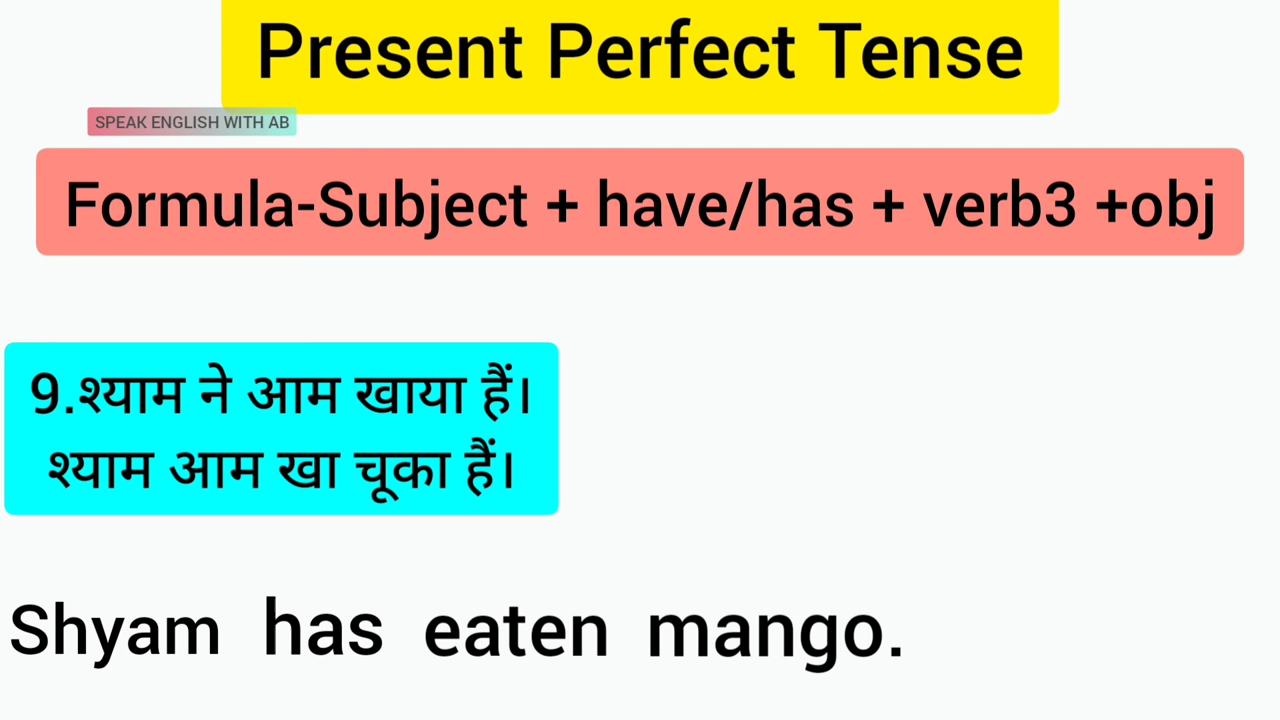 Present Perfect Tense
SPEAK ENGLISH WITH AB
Formula-Subject + have/has + verb3 +obj
9.श्याम ने आम खाया हैं।
श्याम आम खा चूका हैं।
Shyam has eaten mango.